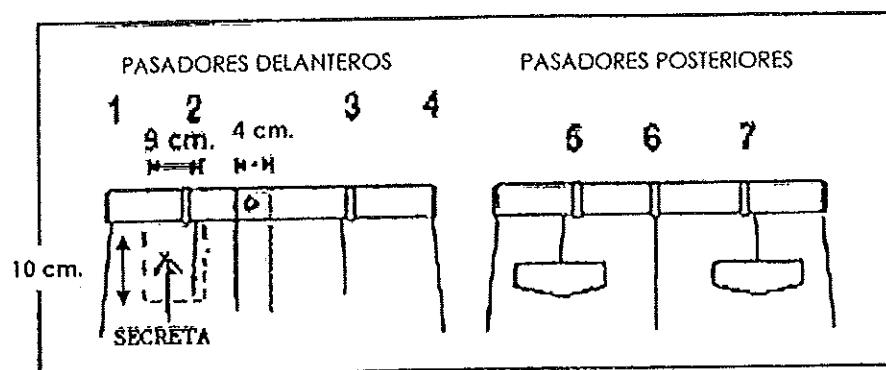 PASADORES DELANTEROS
PASADORES POSTERIORES
1 2 3 4
9 cm. 4 cm.
5 6 7
10 cm.
SECRETA